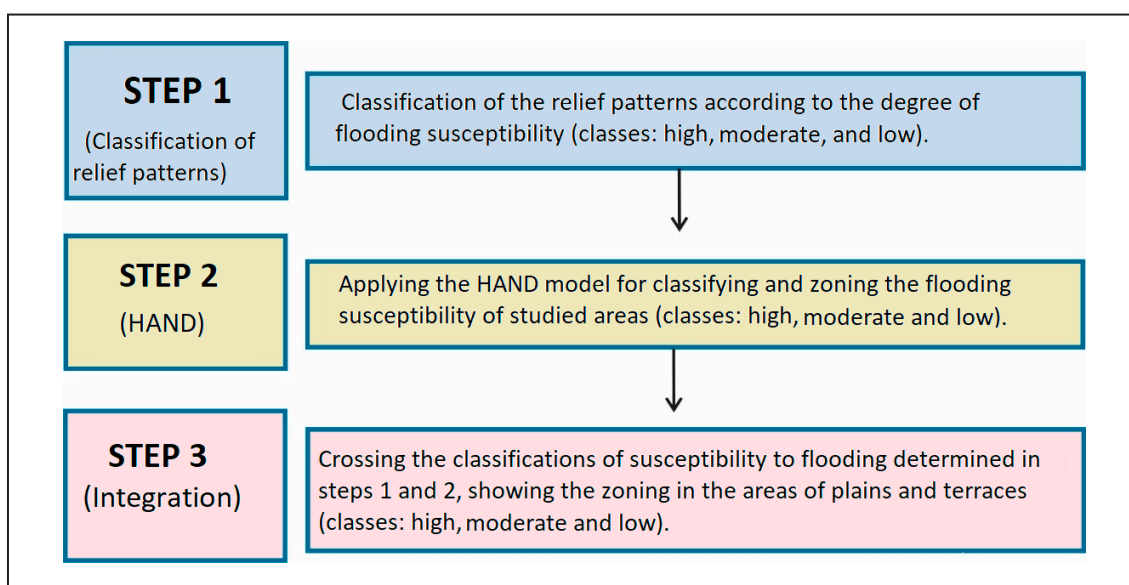 STEP 1
(Classification of
relief patterns)
Classification of the relief patterns according to the degree of
flooding susceptibility (classes: high, moderate, and low).
STEP 2
(HAND)
Applying the HAND model for classifying and zoning the flooding
susceptibility of studied areas (classes: high, moderate and low).
STEP 3
(Integration)
Crossing the classifications of susceptibility to flooding determined in
steps 1 and 2, showing the zoning in the areas of plains and terraces
(classes: high, moderate and low).